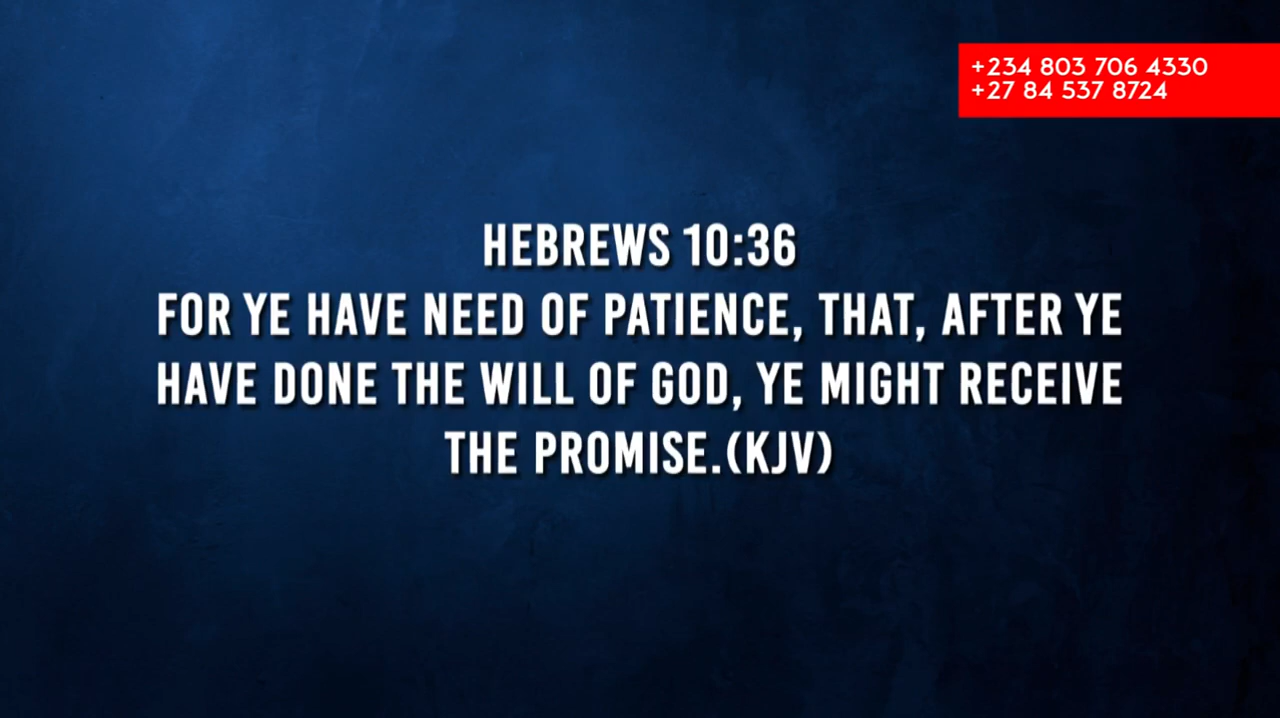 +234 803 706 4330
+27 84 537 8724
HEBREWS 10:36
FOR YE HAVE NEED OF PATIENCE, THAT, AFTER YE
HAVE DONE THE WILL OF GOD, YE MIGHT RECEIVE
THE PROMISE.(KJV)